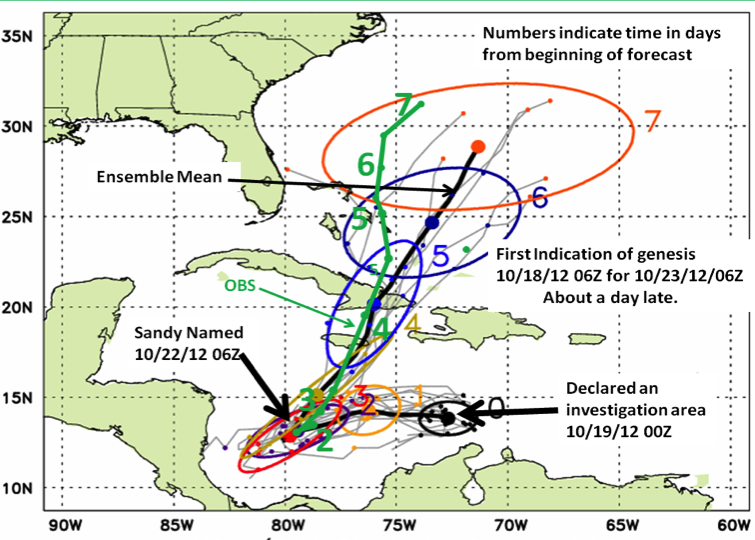 Numbers indicate time in days
from beginning of forecast
35N
30N
25N
20N
15N
10N
90W
85W
80W
75W
70W
65W
60W
7
7
6
Ensemble Mean
6
5
5
First Indication of genesis
10/18/12 06Z for 10/23/12/06Z
About a day late.
s
OBS
4
4
Sandy Named
10/22/12 06Z
3
3
2
1
0
2
Declared an
investigation area
10/19/12 00Z